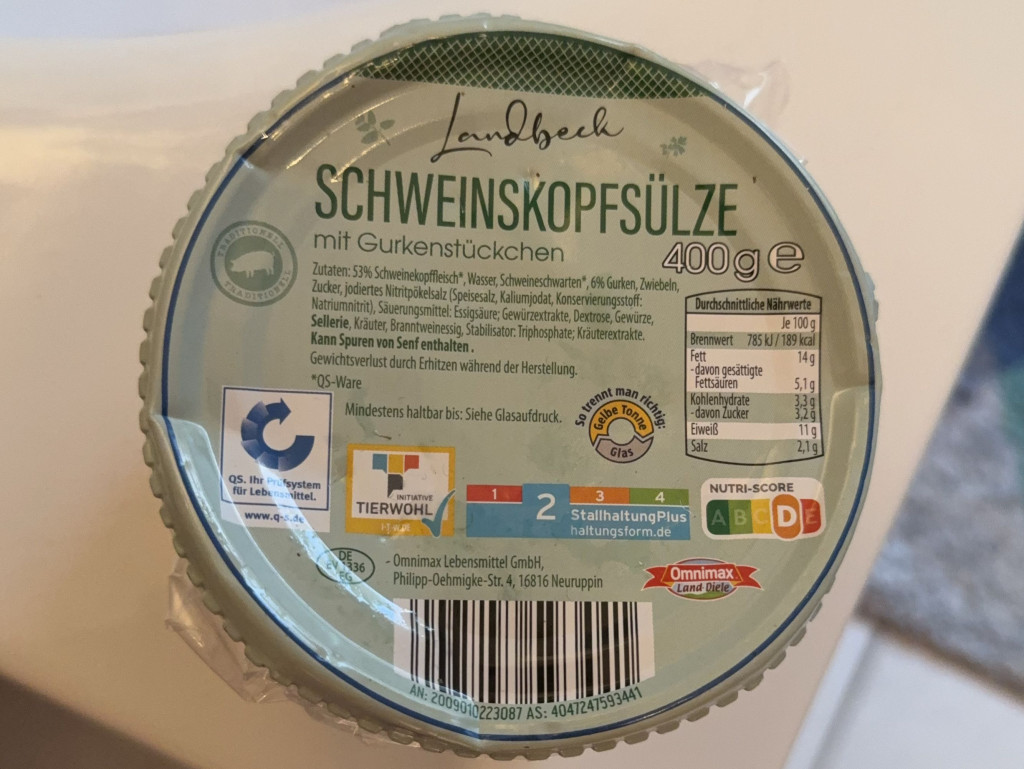 Landbeck
SCHWEINSKOPFSÜLZE
mit Gurkenstückchen
400 g e
TRADITIONELL
TRADITIONELL
Zutaten: 53% Schweinekopffleisch*, Wasser, Schweineschwarten*, 6% Gurken, Zwiebeln,
Zucker, jodiertes Nitritpökelsalz (Speisesalz, Kaliumjodat, Konservierungsstoff:
Natriumnitrit), Säuerungsmittel: Essigsäure; Gewürzextrakte, Dextrose, Gewürze,
Sellerie, Kräuter, Branntweinessig, Stabilisator: Triphosphate; Kräuterextrakte.
Kann Spuren von Senf enthalten.
Gewichtsverlust durch Erhitzen während der Herstellung.
*QS-Ware
Mindestens haltbar bis: Siehe Glasaufdruck.
Durchschnittliche Nährwerte
Je 100 g
Brennwert 785 kJ / 189 kcal
Fett 14 g
- davon gesättigte
Fettsäuren 5,1 g
Kohlenhydrate 3,3 g
- davon Zucker 3,2 g
Eiweiß 11 g
Salz 2,1 g
So trennt man richtig:
Gelbe Tonne
Glas
QS. Ihr Prüfsystem
für Lebensmittel.
www.q-s.de
INITIATIVE
TIERWOHL
1 2 3 4
StallhaltungPlus
haltungsform.de
NUTRI-SCORE
A B C D E
DE
EG
- Omnimax Lebensmittel GmbH,
Philipp-Oehmigke-Str. 4, 16816 Neuruppin
Omnimax
Land-Diele
AN: 2009010223087 AS: 4047247593441